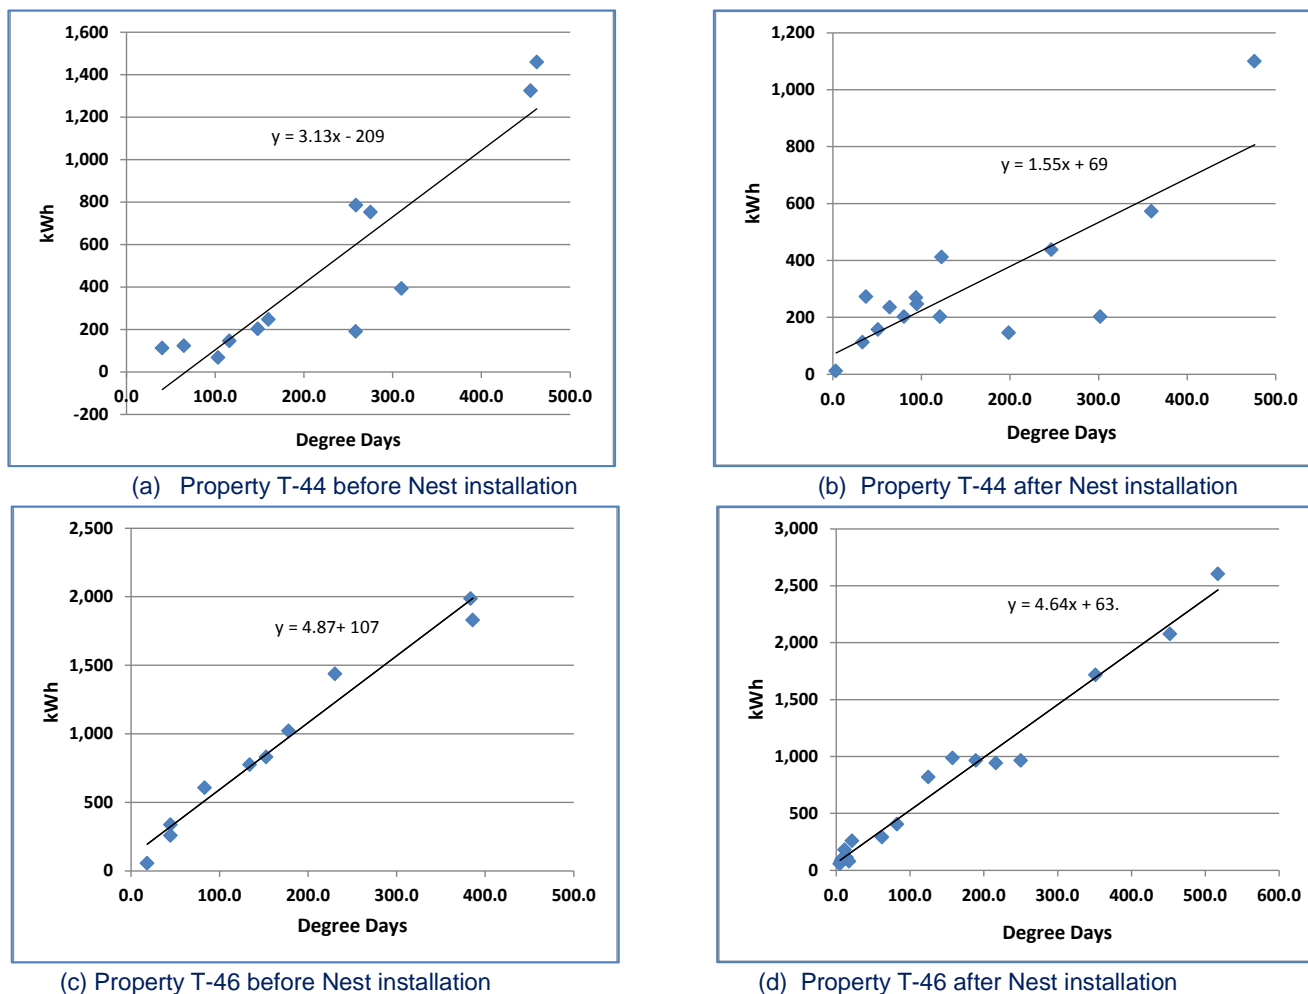 1,600
1,400
1,200
1,000
800
600
400
200
0
-200
kWh
y = 3.13x - 209
0.0 100.0 200.0 300.0 400.0 500.0
Degree Days
(a) Property T-44 before Nest installation
1,200
1,000
800
600
400
200
0
kWh
y = 1.55x + 69
0.0 100.0 200.0 300.0 400.0 500.0
Degree Days
(b) Property T-44 after Nest installation
2,500
2,000
1,500
1,000
500
0
kWh
y = 4.87+ 107
0.0 100.0 200.0 300.0 400.0 500.0
Degree Days
(c) Property T-46 before Nest installation
3,000
2,500
2,000
1,500
1,000
500
0
kWh
y = 4.64x + 63.
0.0 100.0 200.0 300.0 400.0 500.0 600.0
Degree Days
(d) Property T-46 after Nest installation